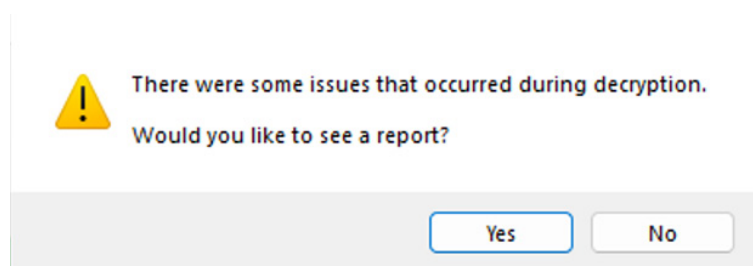 There were some issues that occurred during decryption.
Would you like to see a report?
Yes
No